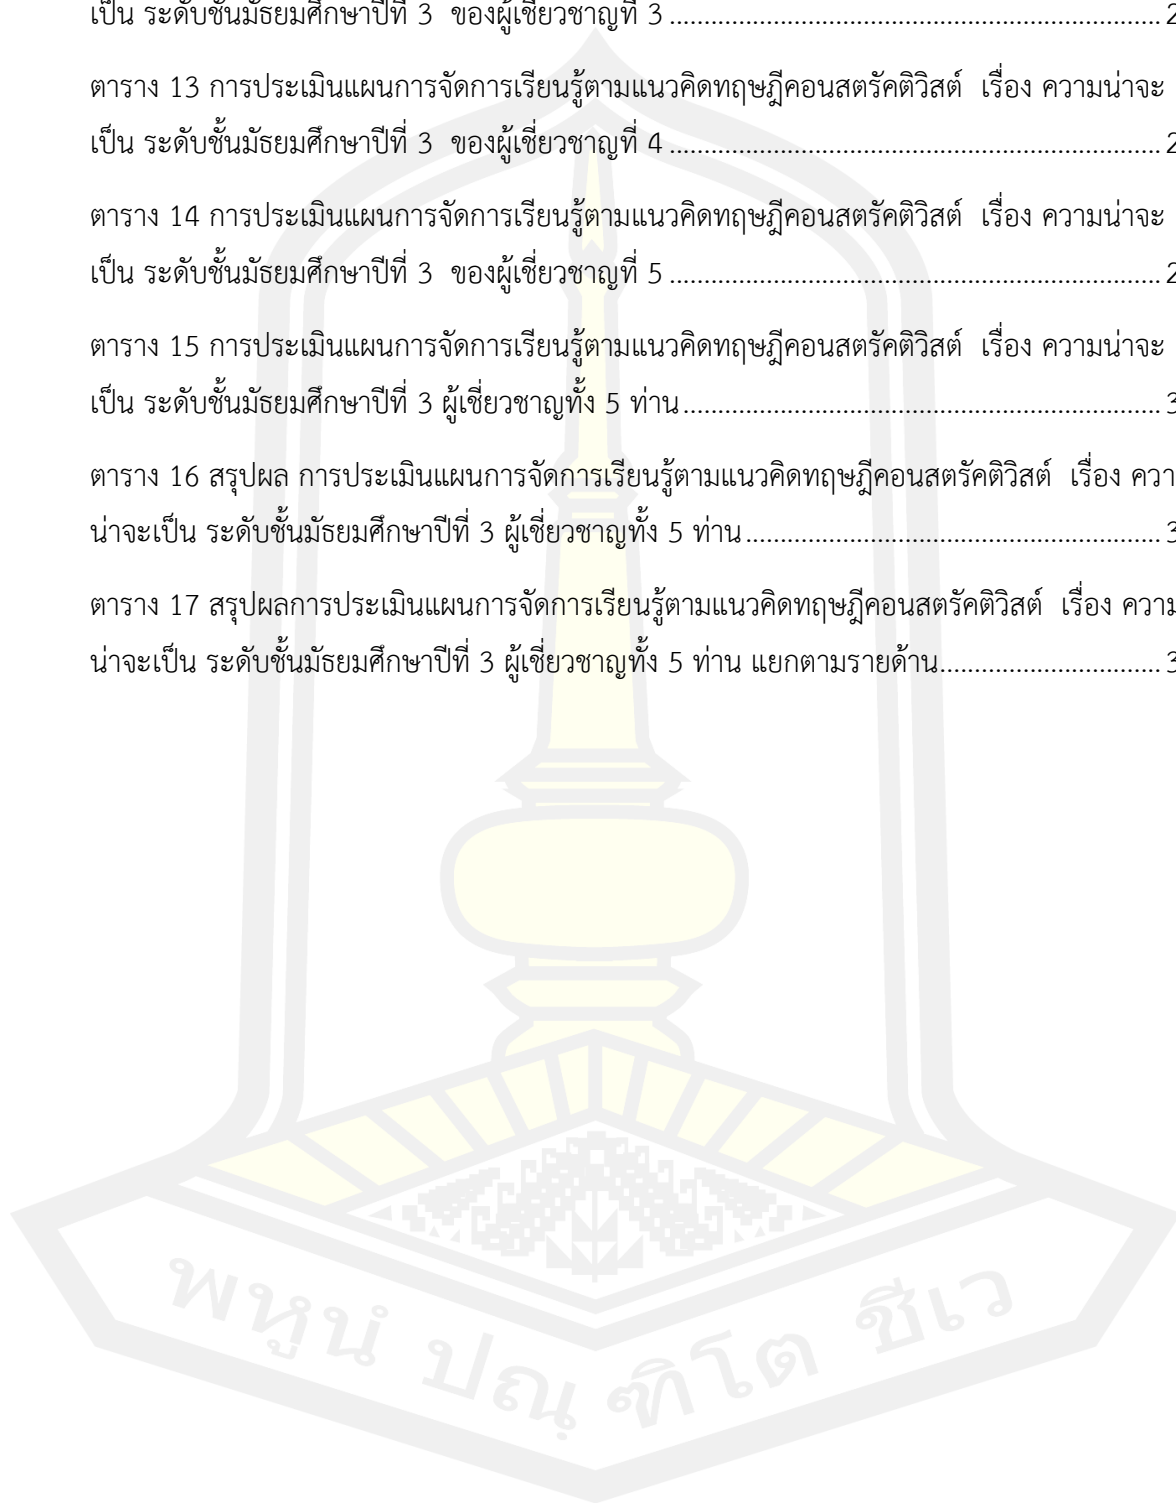 เป็น ระดับชั้นมัธยมศึกษาปีที่ 3  ของผู้เชี่ยวชาญที่ 3 ........................................................................................ 2
ตาราง 13 การประเมินแผนการจัดการเรียนรู้ตามแนวคิดทฤษฎีคอนสตรัคติวิสต์  เรื่อง ความน่าจะ
เป็น ระดับชั้นมัธยมศึกษาปีที่ 3  ของผู้เชี่ยวชาญที่ 4 ........................................................................................ 2
ตาราง 14 การประเมินแผนการจัดการเรียนรู้ตามแนวคิดทฤษฎีคอนสตรัคติวิสต์  เรื่อง ความน่าจะ
เป็น ระดับชั้นมัธยมศึกษาปีที่ 3  ของผู้เชี่ยวชาญที่ 5 ........................................................................................ 2
ตาราง 15 การประเมินแผนการจัดการเรียนรู้ตามแนวคิดทฤษฎีคอนสตรัคติวิสต์  เรื่อง ความน่าจะ
เป็น ระดับชั้นมัธยมศึกษาปีที่ 3 ผู้เชี่ยวชาญทั้ง 5 ท่าน ..................................................................................... 3
ตาราง 16 สรุปผล การประเมินแผนการจัดการเรียนรู้ตามแนวคิดทฤษฎีคอนสตรัคติวิสต์  เรื่อง ควา
น่าจะเป็น ระดับชั้นมัธยมศึกษาปีที่ 3 ผู้เชี่ยวชาญทั้ง 5 ท่าน .......................................................................... 3
ตาราง 17 สรุปผลการประเมินแผนการจัดการเรียนรู้ตามแนวคิดทฤษฎีคอนสตรัคติวิสต์  เรื่อง ความ
น่าจะเป็น ระดับชั้นมัธยมศึกษาปีที่ 3 ผู้เชี่ยวชาญทั้ง 5 ท่าน แยกตามรายด้าน ....................................... 3
พหูนํ ปณฺ ฑิโต ชีเว